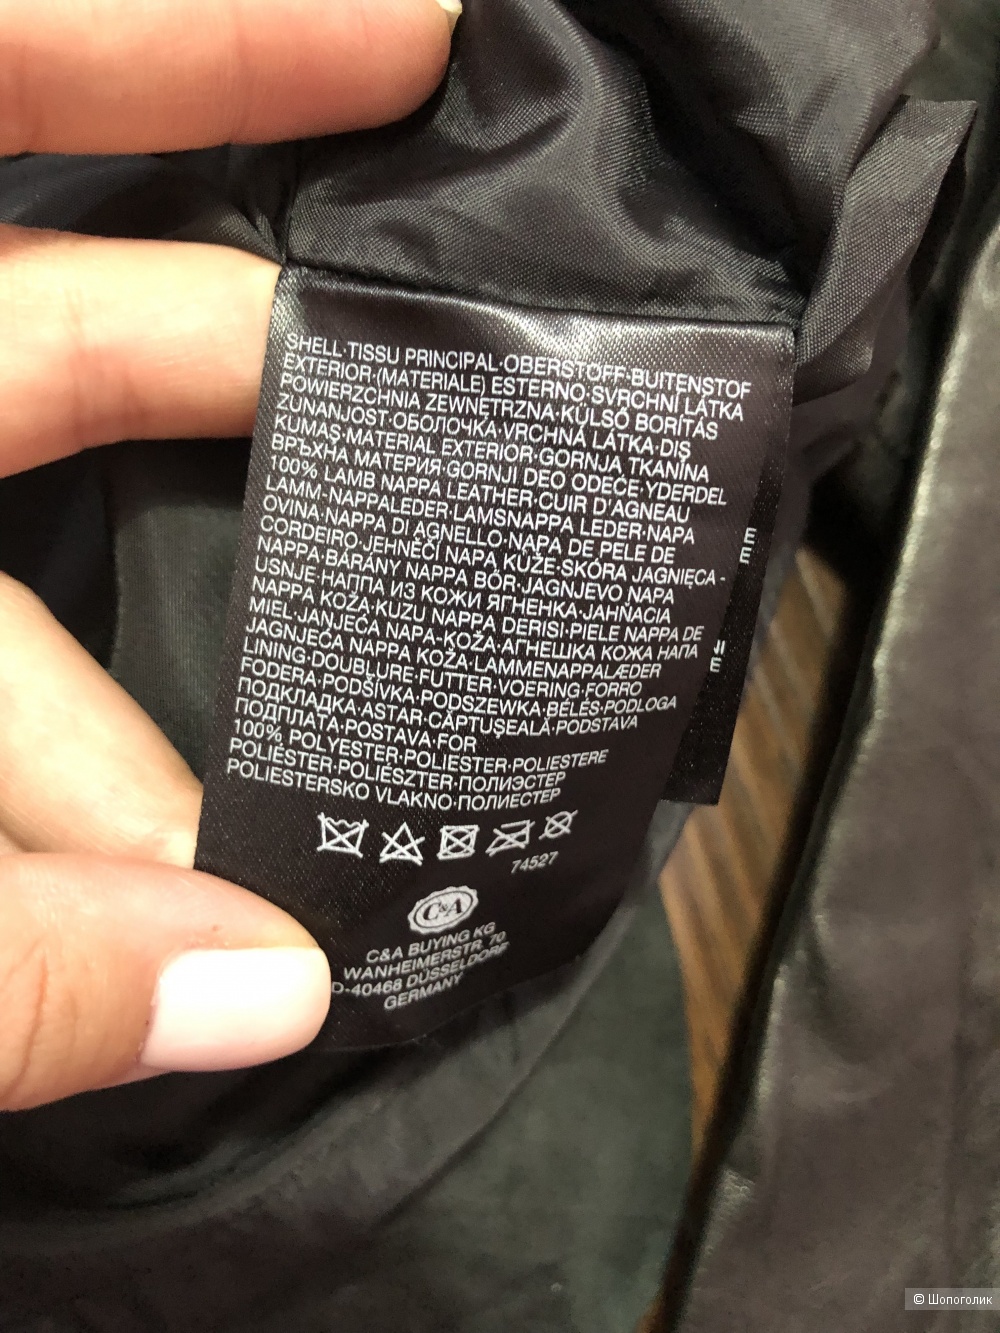 SHELL·TISSU PRINCIPAL·OBERSTOFF·BUITENSTOF
EXTERIOR·(MATERIALE) ESTERNO·SVRCHNÍ LÁTKA
POWIERZCHNIA ZEWNĘTRZNA·KÜLSŐ BORÍTÁS
ZUNANJOST·ОБОЛОЧКА·VRCHNÁ LÁTKA·DIŞ
KUMAŞ·MATERIAL EXTERIOR·GORNJA TKANINA
ВРЪХНА МАТЕРИЯ·GORNJI DEO ODEĆE·YDERDEL
100% LAMB NAPPA LEATHER·CUIR D'AGNEAU
LAMM-NAPPALEDER·LAMSNAPPA LEDER·NAPA
OVINA·NAPPA DI AGNELLO·NAPA DE PELE DE
CORDEIRO·JEHNĚČÍ NAPA KŮŽE·SKÓRA JAGNIĘCA -
NAPPA·BÁRÁNY NAPPA BŐR·JAGNJEVO NAPA
USNJE·НАППА ИЗ КОЖИ ЯГНЕНКА·JAHŇACIA
NAPPA KOŽA·KUZU NAPPA DERISI·PIELE NAPPA DE
MIEL·JANJEĆA NAPA-KOŽA·АГНЕШКА КОЖА НАПА
JAGNJEĆA NAPPA KOŽA·LAMMENAPPALÆDER
LINING·DOUBLURE·FUTTER·VOERING·FORRO
FODERA·PODŠÍVKA·PODSZEWKA·BÉLÉS·PODLOGA
ПОДКЛАДКА·ASTAR·CĂPTUŞEALĂ·PODSTAVA
ПОДПЛАТА·POSTAVA·FOR
100% POLYESTER·POLIESTER·POLIESTERE
POLIÉSTER·POLIÉSZTER·ПОЛИЭСТЕР
POLIESTERSKO VLAKNO·ПОЛИЕСТЕР
74527
C&A
C&A BUYING KG
WANHEIMERSTR. 70
D-40468 DÜSSELDORF
GERMANY
E
E
E
© Шопоголик